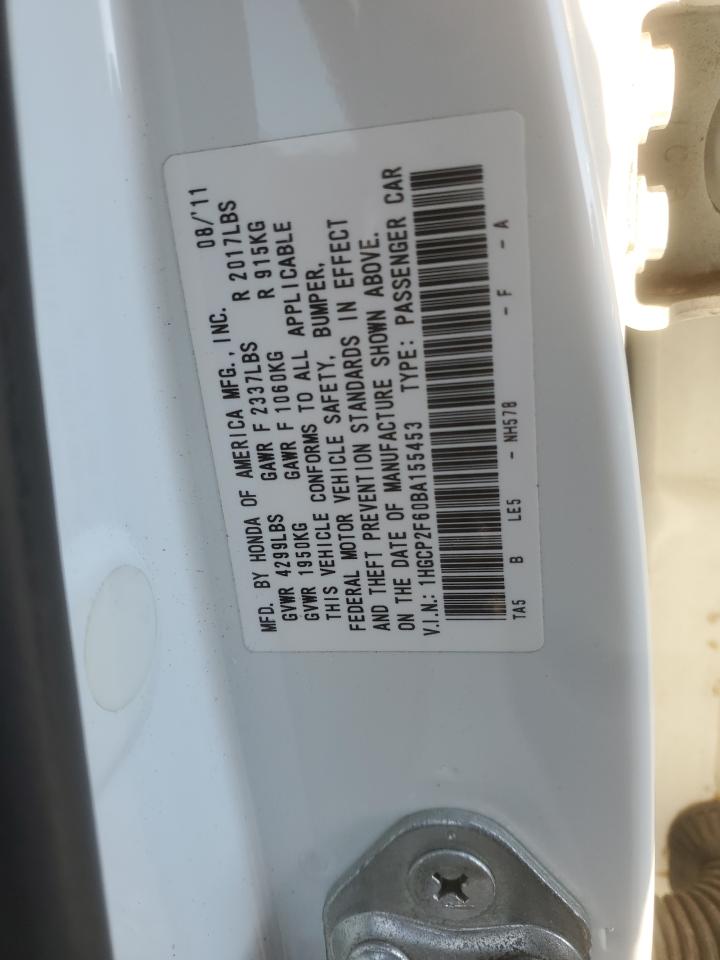 MFD. BY HONDA OF AMERICA MFG., INC. 08/'11
GVWR 4299LBS GAWR F 2337LBS R 2017LBS
GVWR 1950KG GAWR F 1060KG R 915KG
THIS VEHICLE CONFORMS TO ALL APPLICABLE
FEDERAL MOTOR VEHICLE SAFETY, BUMPER,
AND THEFT PREVENTION STANDARDS IN EFFECT
ON THE DATE OF MANUFACTURE SHOWN ABOVE.
V.I.N.: 1HGCP2F60BA155453 TYPE: PASSENGER CAR
TA5 B LE5 - NH578 - F - A